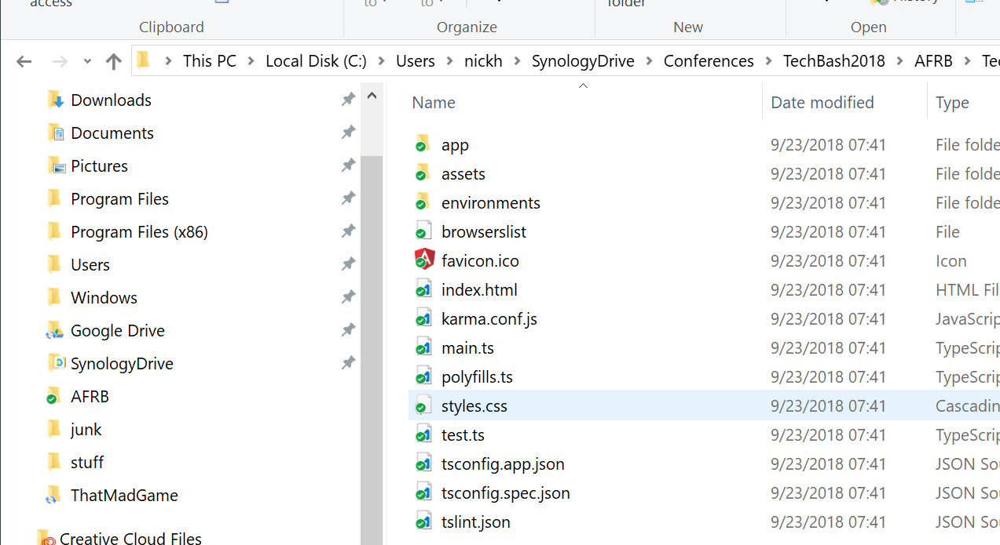 access to to folder History
Clipboard Organize New Open
This PC Local Disk (C:) Users nickh SynologyDrive Conferences TechBash2018 AFRB
Downloads
Documents
Pictures
Program Files
Program Files (x86)
Users
Windows
Google Drive
SynologyDrive
AFRB
junk
stuff
ThatMadGame
Creative Cloud Files
Name Date modified Type
app 9/23/2018 07:41 File folde
assets 9/23/2018 07:41 File folde
environments 9/23/2018 07:41 File folde
browserslist 9/23/2018 07:41 File
favicon.ico 9/23/2018 07:41 Icon
index.html 9/23/2018 07:41 HTML Fil
karma.conf.js 9/23/2018 07:41 JavaScrip
main.ts 9/23/2018 07:41 TypeScrip
polyfills.ts 9/23/2018 07:41 TypeScrip
styles.css 9/23/2018 07:41 Cascadin
test.ts 9/23/2018 07:41 TypeScrip
tsconfig.app.json 9/23/2018 07:41 JSON Sou
tsconfig.spec.json 9/23/2018 07:41 JSON Sou
tslint.json 9/23/2018 07:41 JSON Sou